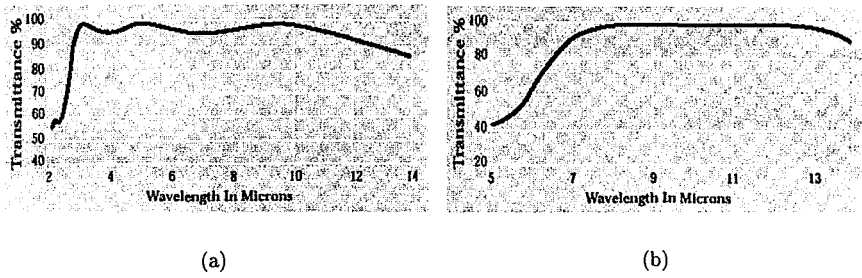 Transmittance %
100
90
80
70
60
50
40
2 4 6 8 10 12 14
Wavelength In Microns
(a)
Transmittance %
100
80
60
40
20
5 7 9 11 13
Wavelength In Microns
(b)